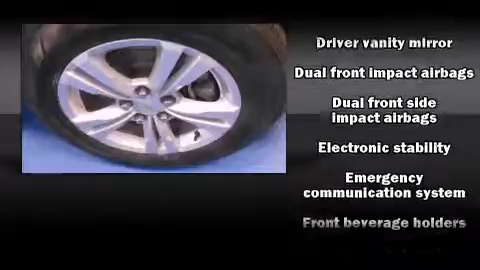 Driver vanity mirror
Dual front impact airbags
Dual front side
impact airbags
Electronic stability
Emergency
communication system
Front beverage holders